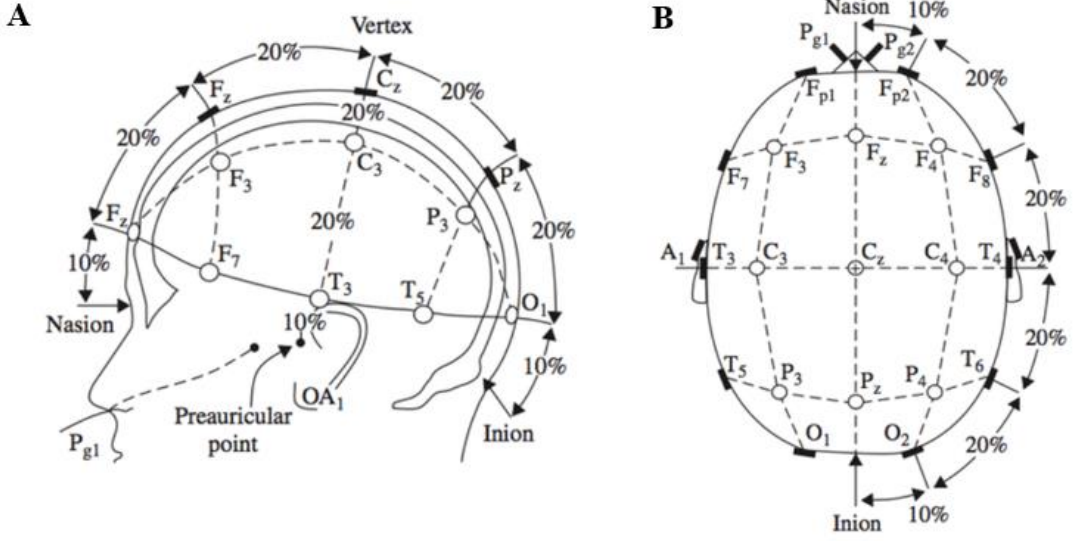 A
Vertex
20%
20%
Fz
Cz
20%
20%
20%
F3
C3
Pz
Fz
20%
P3
20%
10%
F7
T3
T5
O1
Nasion
10%
10%
OA1
Preauricular
point
Inion
Pg1
B
Nasion
10%
Pg1
Pg2
Fp1
Fp2
20%
F3
Fz
F4
F7
F8
20%
A1
T3
C3
Cz
C4
T4
A2
20%
T5
P3
Pz
P4
T6
O1
O2
20%
10%
Inion